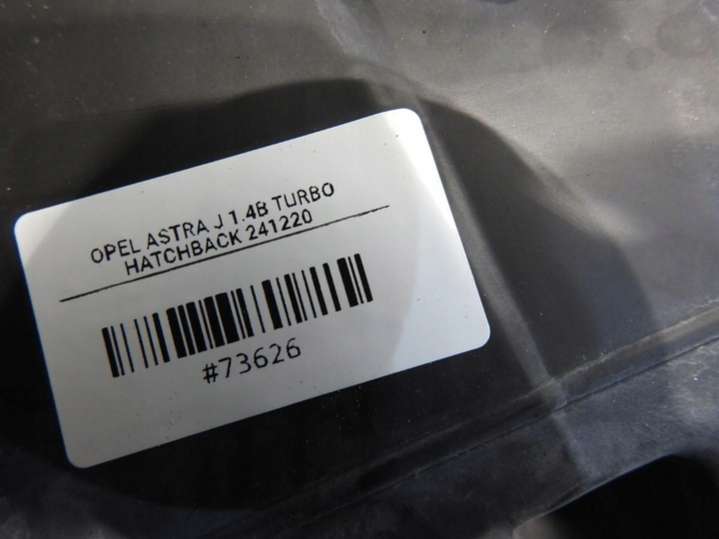 OPEL ASTRA J 1.4B TURBO
HATCHBACK 241220
#73626